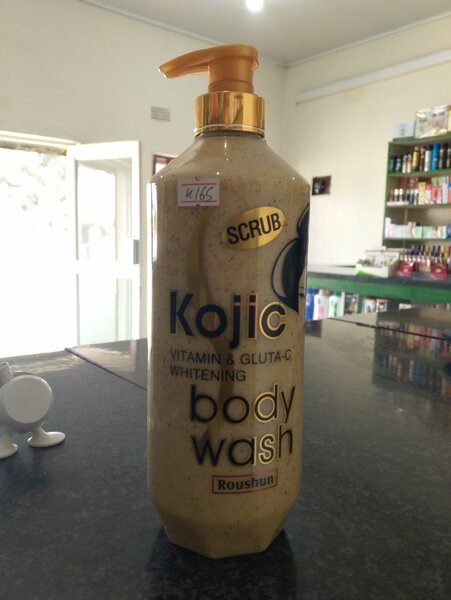 K165
SCRUB
Kojic
VITAMIN & GLUTA-C
WHITENING
body
wash
Roushun